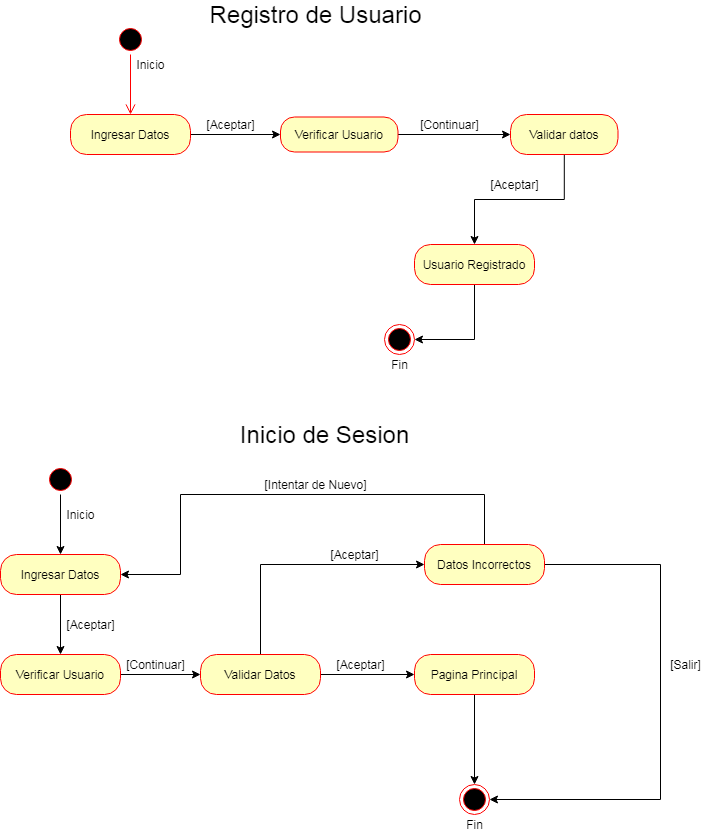 Registro de Usuario
Inicio
Ingresar Datos
[Aceptar]
Verificar Usuario
[Continuar]
Validar datos
[Aceptar]
Usuario Registrado
Fin
Inicio de Sesion
[Intentar de Nuevo]
Inicio
[Aceptar]
Datos Incorrectos
Ingresar Datos
[Aceptar]
Verificar Usuario
[Continuar]
Validar Datos
[Aceptar]
Pagina Principal
[Salir]
Fin